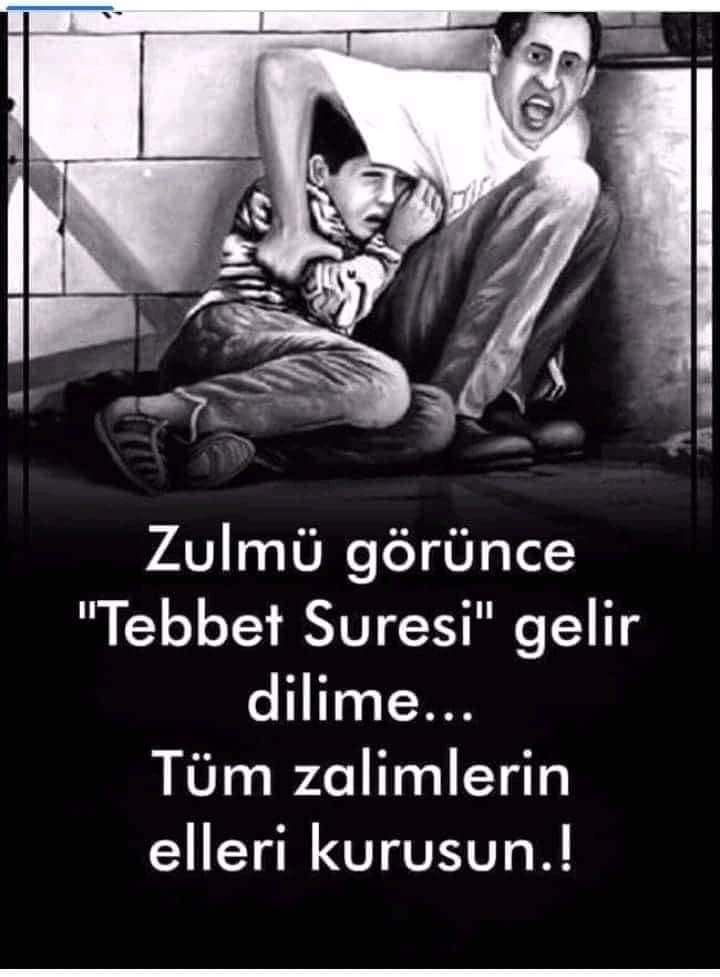 Zulmü görünce
"Tebbet Suresi" gelir
dilime...
Tüm zalimlerin
elleri kurusun.!